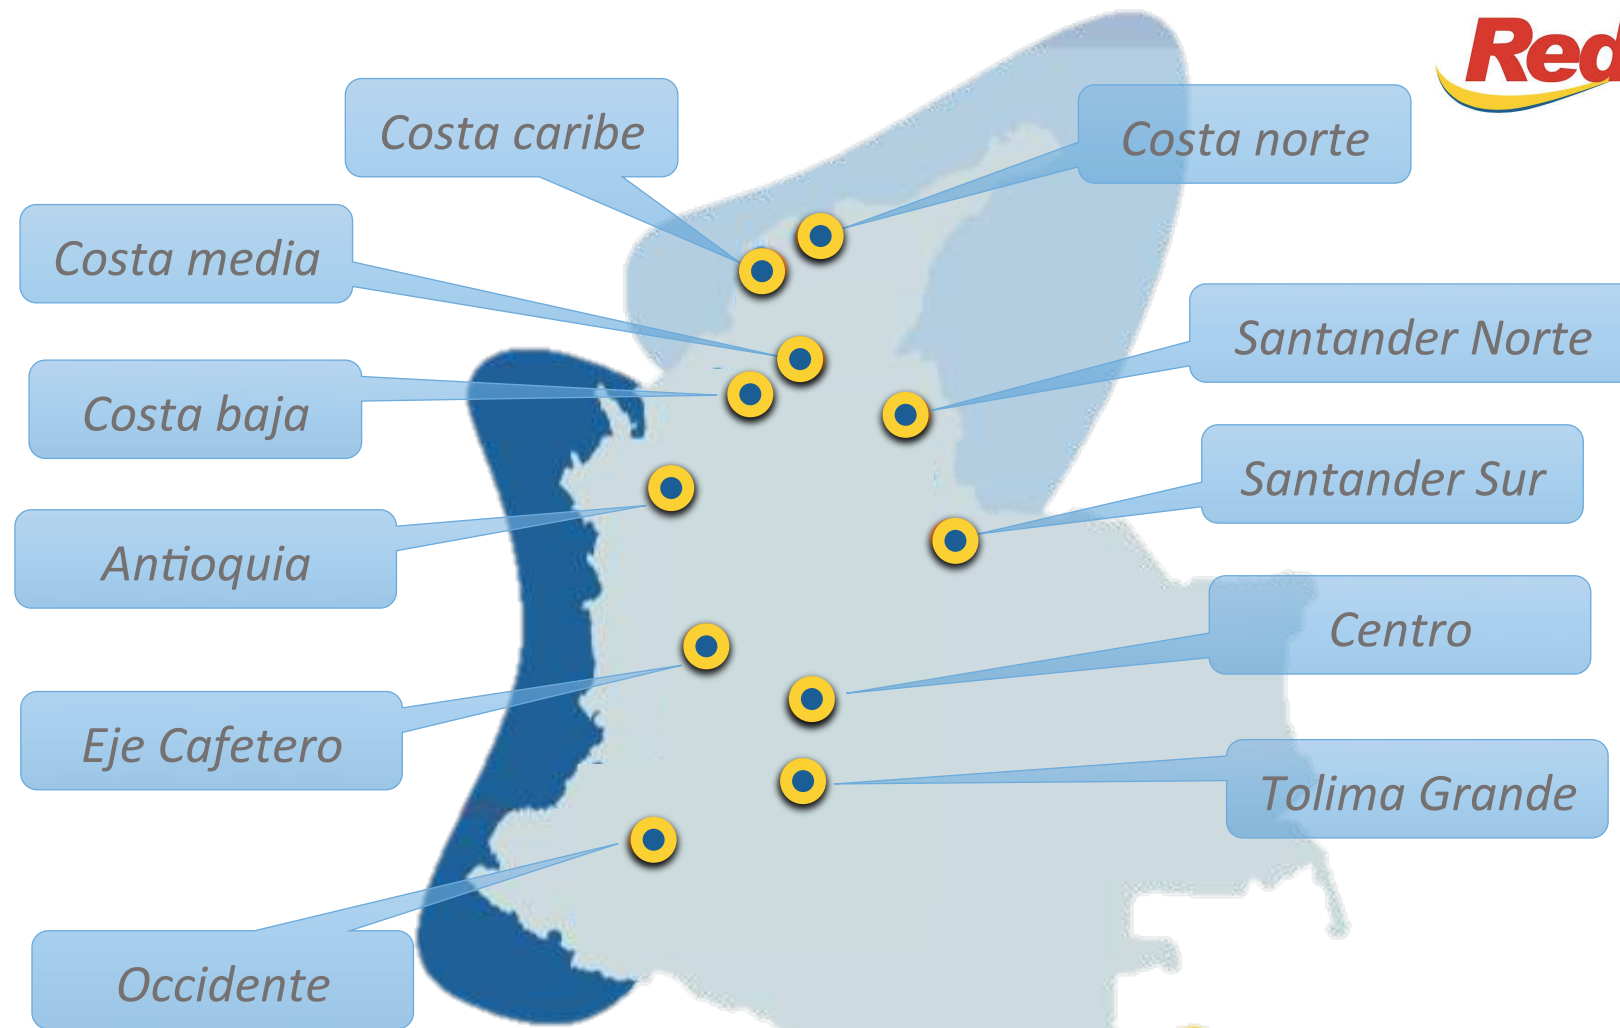 Red
Costa caribe
Costa norte
Costa media
Santander Norte
Costa baja
Santander Sur
Antioquia
Centro
Eje Cafetero
Tolima Grande
Occidente